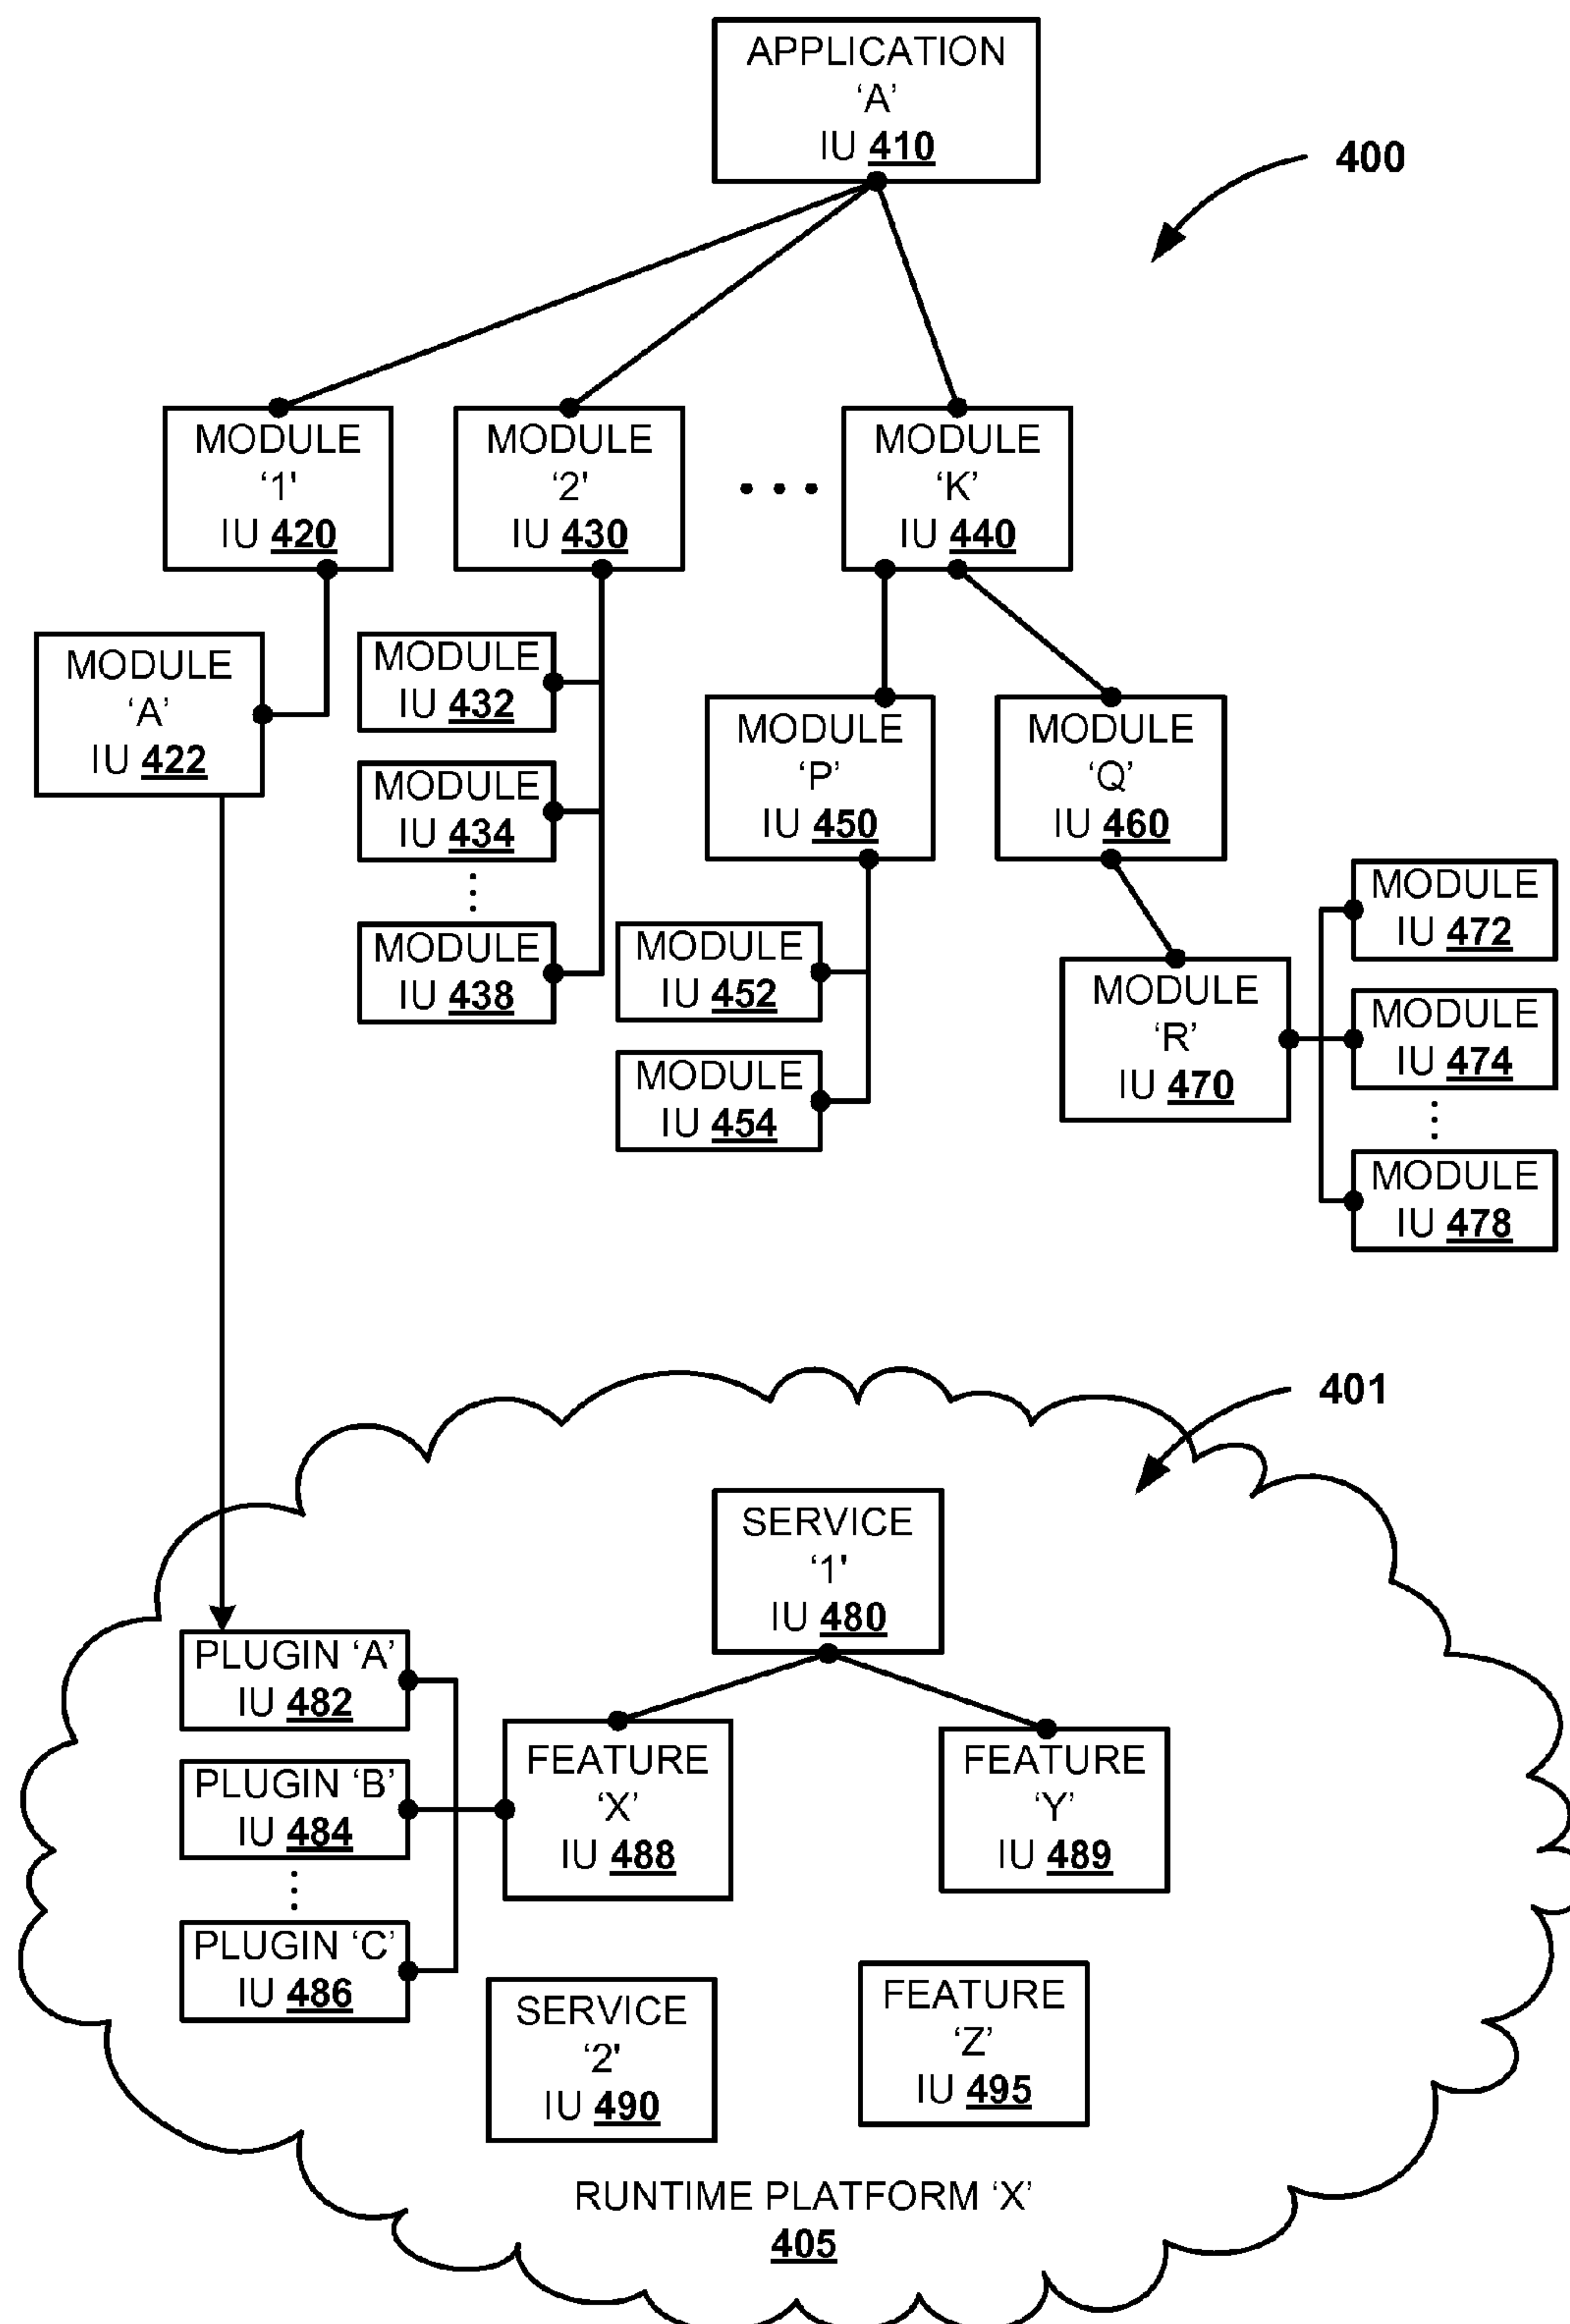 APPLICATION
‘A’
IU 410
400
MODULE
‘1'
IU 420
MODULE
‘2'
IU 430
• • •
MODULE
‘K’
IU 440
MODULE
‘A’
IU 422
MODULE
IU 432
MODULE
IU 434
MODULE
IU 438
MODULE
‘P’
IU 450
MODULE
‘Q’
IU 460
MODULE
IU 452
MODULE
IU 454
MODULE
‘R’
IU 470
MODULE
IU 472
MODULE
IU 474
MODULE
IU 478
401
SERVICE
‘1'
IU 480
PLUGIN ‘A’
IU 482
PLUGIN ‘B’
IU 484
PLUGIN ‘C’
IU 486
FEATURE
‘X’
IU 488
FEATURE
‘Y’
IU 489
SERVICE
‘2'
IU 490
FEATURE
‘Z’
IU 495
RUNTIME PLATFORM ‘X’
405